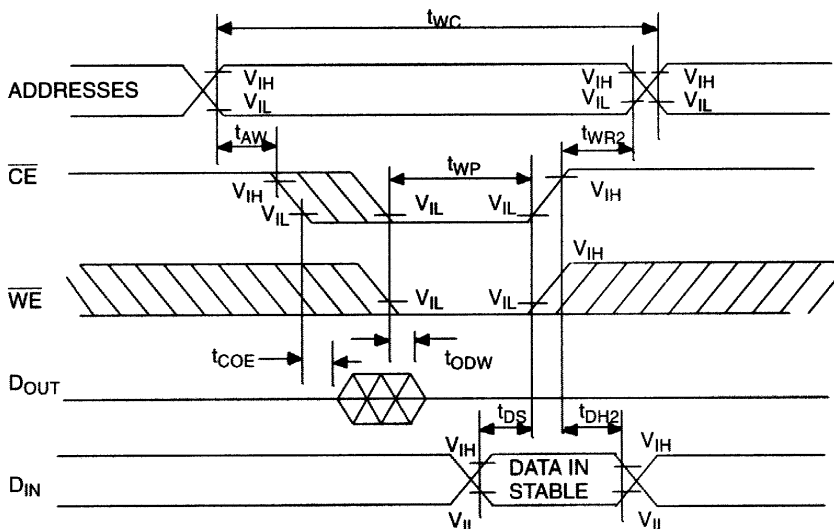 tWC
ADDRESSES
VIH
VIL
VIH
VIL
VIH
VIL
tAW
tWR2
CE
tWP
VIH
VIL
VIL
VIL
VIH
WE
VIH
VIL
VIL
tCOE
tODW
DOUT
tDS
tDH2
DIN
VIH
DATA IN
STABLE
VIH
VIL
VIL